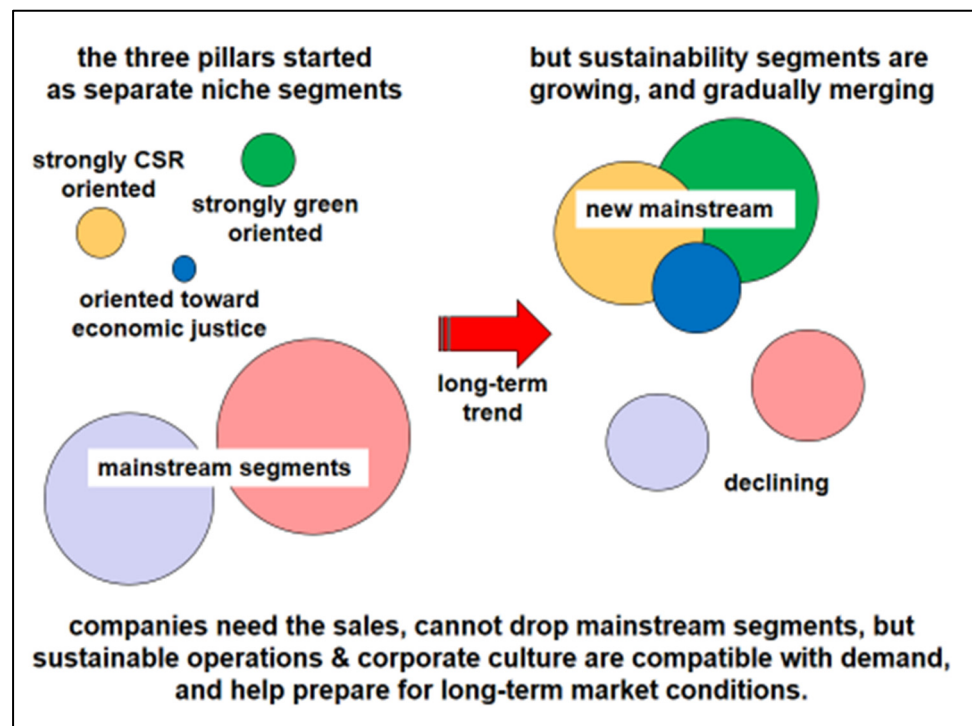 the three pillars started
as separate niche segments
strongly CSR
oriented
strongly green
oriented
oriented toward
economic justice
mainstream segments
long-term
trend
but sustainability segments are
growing, and gradually merging
new mainstream
declining
companies need the sales, cannot drop mainstream segments, but
sustainable operations & corporate culture are compatible with demand,
and help prepare for long-term market conditions.